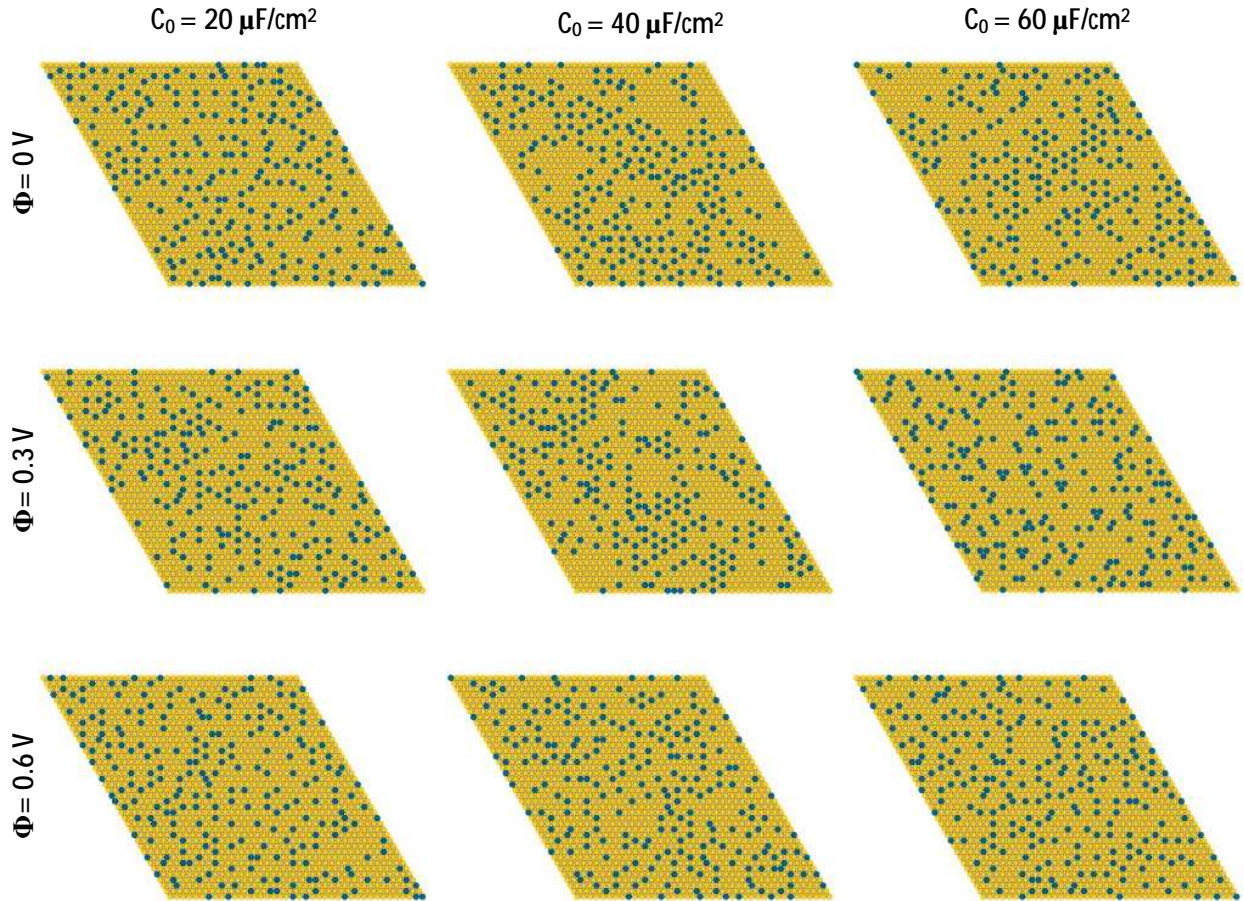 C₀ = 20 μF/cm²
C₀ = 40 μF/cm²
C₀ = 60 μF/cm²
Φ = 0 V
Φ = 0.3 V
Φ = 0.6 V